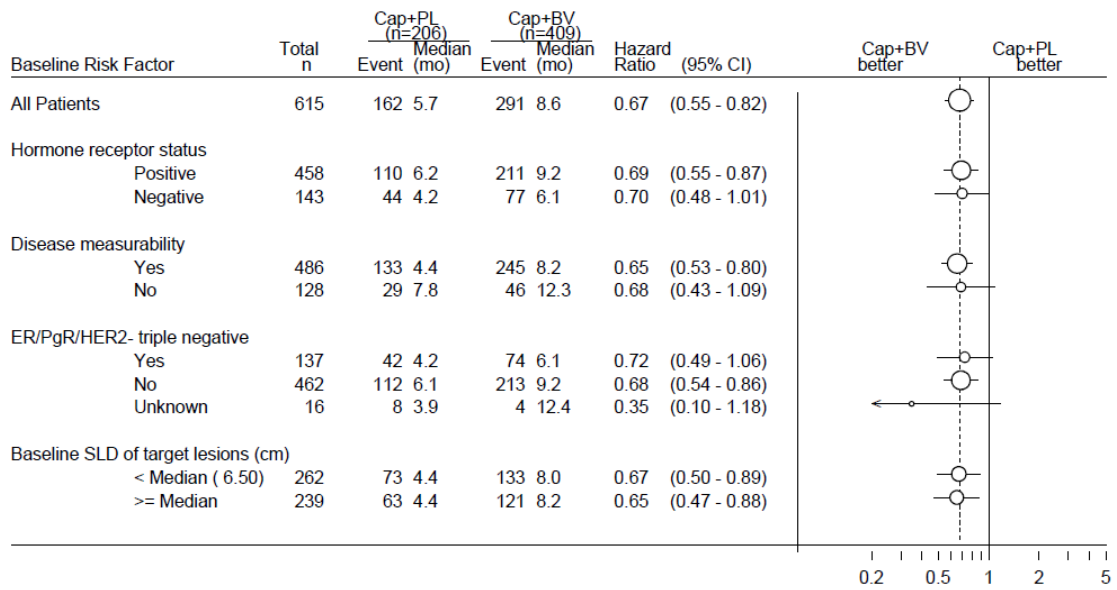 Cap+PL Cap+BV
(n=206) (n=409)
Total Median Median Hazard Cap+BV Cap+PL
Baseline Risk Factor n Event (mo) Event (mo) Ratio (95% CI) better better
All Patients 615 162 5.7 291 8.6 0.67 (0.55 - 0.82)
Hormone receptor status
Positive 458 110 6.2 211 9.2 0.69 (0.55 - 0.87)
Negative 143 44 4.2 77 6.1 0.70 (0.48 - 1.01)
Disease measurability
Yes 486 133 4.4 245 8.2 0.65 (0.53 - 0.80)
No 128 29 7.8 46 12.3 0.68 (0.43 - 1.09)
ER/PgR/HER2- triple negative
Yes 137 42 4.2 74 6.1 0.72 (0.49 - 1.06)
No 462 112 6.1 213 9.2 0.68 (0.54 - 0.86)
Unknown 16 8 3.9 4 12.4 0.35 (0.10 - 1.18)
Baseline SLD of target lesions (cm)
< Median ( 6.50) 262 73 4.4 133 8.0 0.67 (0.50 - 0.89)
>= Median 239 63 4.4 121 8.2 0.65 (0.47 - 0.88)
0.2 0.5 1 2 5